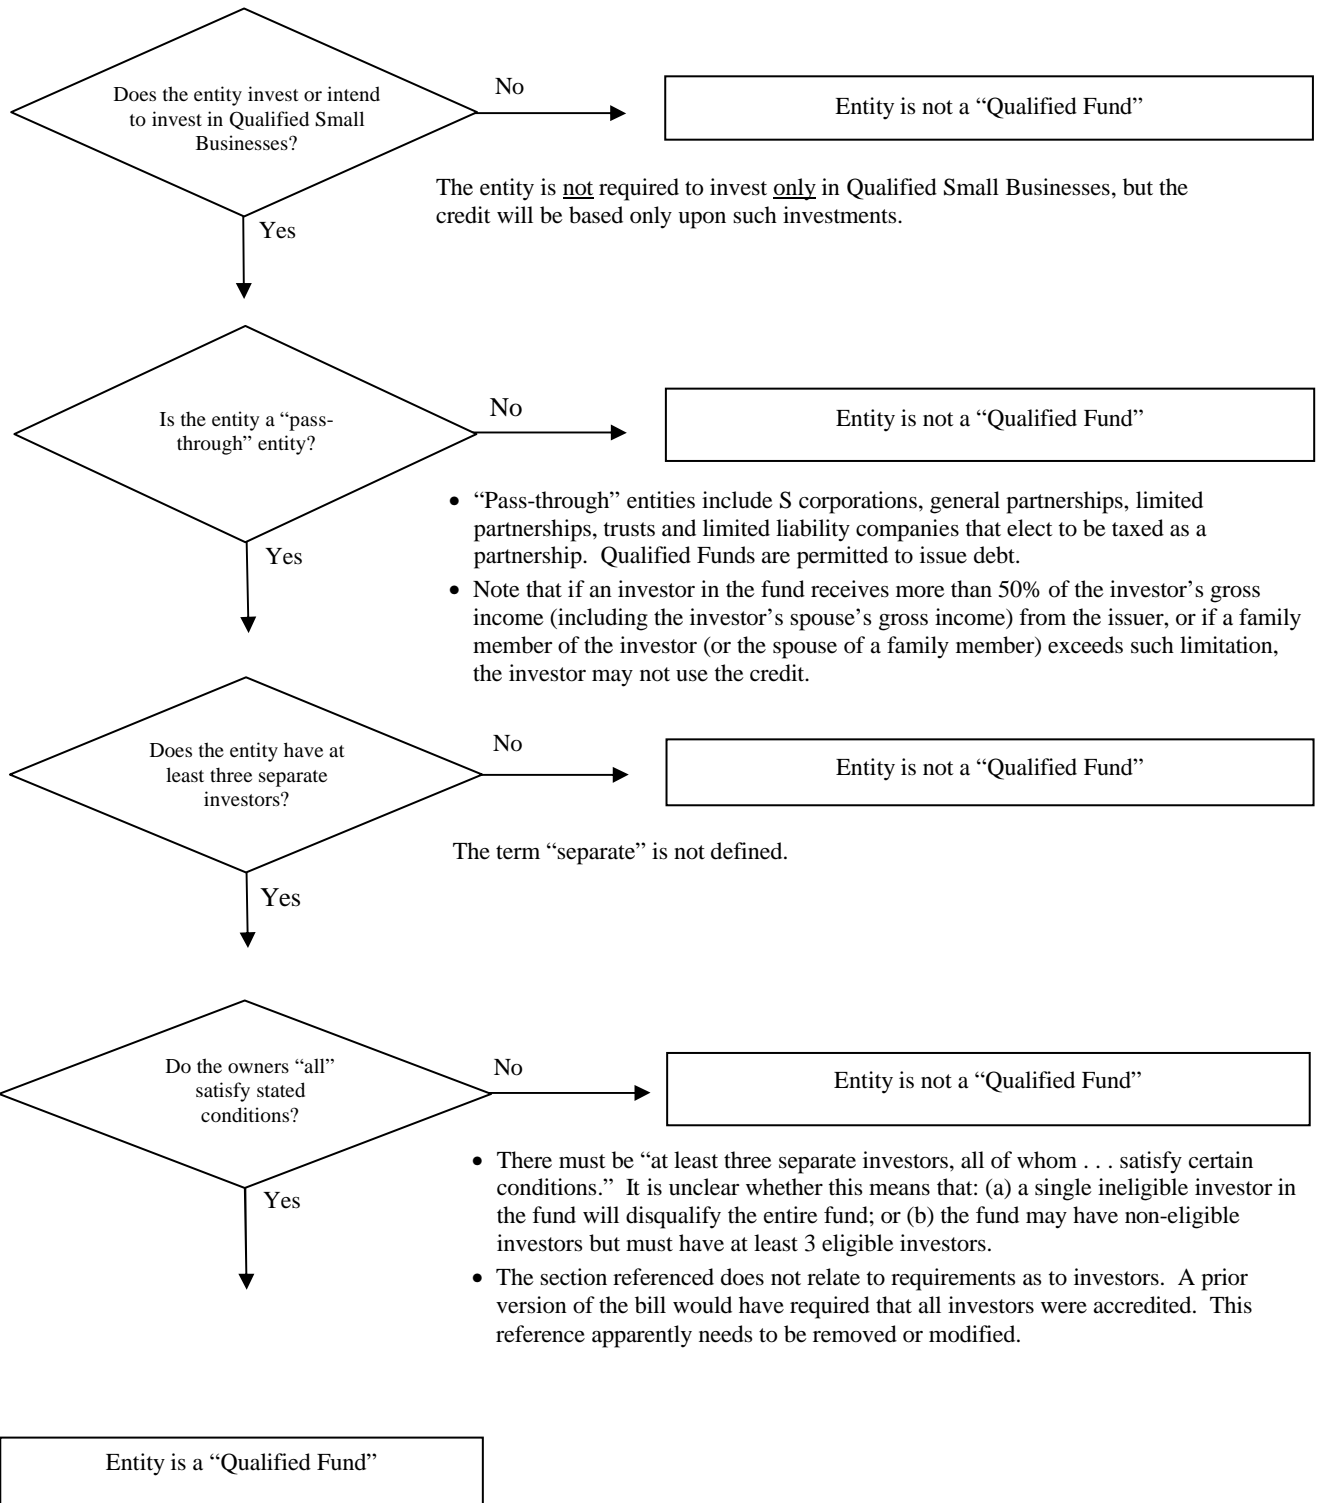 Does the entity invest or intend
to invest in Qualified Small
Businesses?
No
Entity is not a “Qualified Fund”
The entity is not required to invest only in Qualified Small Businesses, but the
credit will be based only upon such investments.
Yes
Is the entity a “pass-
through” entity?
No
Entity is not a “Qualified Fund”
• “Pass-through” entities include S corporations, general partnerships, limited
partnerships, trusts and limited liability companies that elect to be taxed as a
partnership. Qualified Funds are permitted to issue debt.
• Note that if an investor in the fund receives more than 50% of the investor’s gross
income (including the investor’s spouse’s gross income) from the issuer, or if a family
member of the investor (or the spouse of a family member) exceeds such limitation,
the investor may not use the credit.
Yes
Does the entity have at
least three separate
investors?
No
Entity is not a “Qualified Fund”
The term “separate” is not defined.
Yes
Do the owners “all”
satisfy stated
conditions?
No
Entity is not a “Qualified Fund”
• There must be “at least three separate investors, all of whom . . . satisfy certain
conditions.” It is unclear whether this means that: (a) a single ineligible investor in
the fund will disqualify the entire fund; or (b) the fund may have non-eligible
investors but must have at least 3 eligible investors.
• The section referenced does not relate to requirements as to investors. A prior
version of the bill would have required that all investors were accredited. This
reference apparently needs to be removed or modified.
Yes
Entity is a “Qualified Fund”